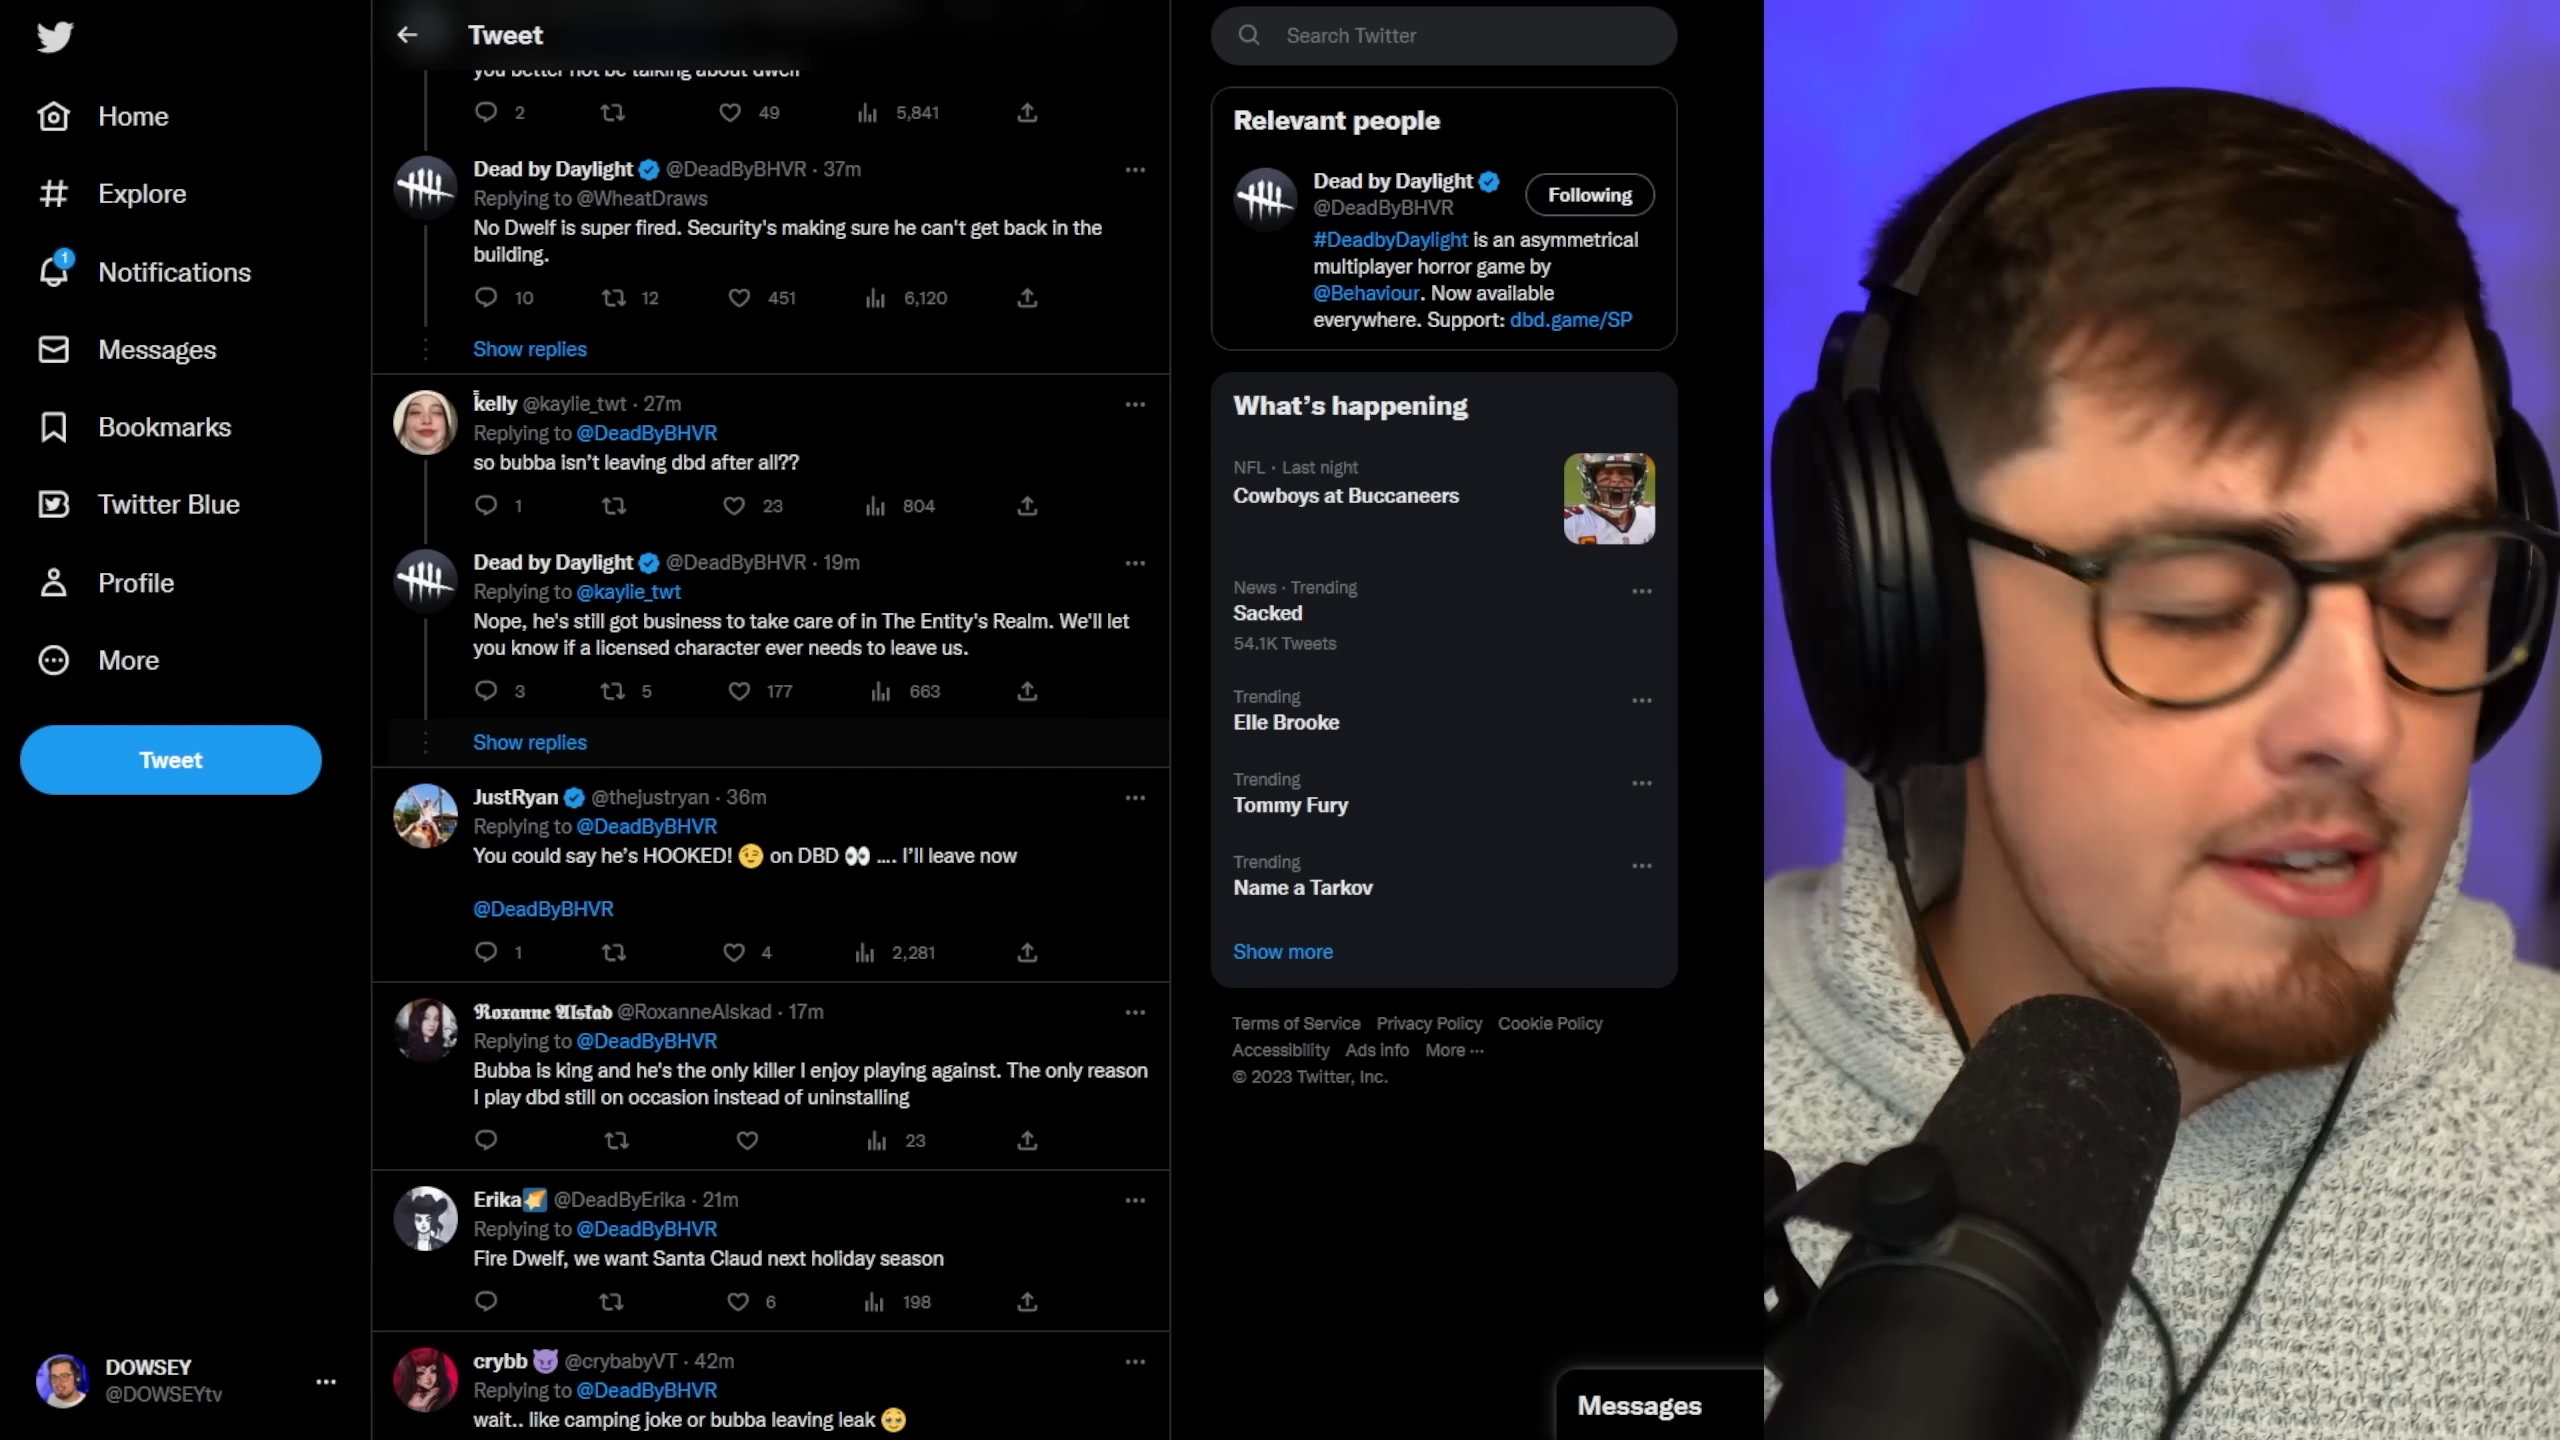 Home
Explore
1
Notifications
Messages
Bookmarks
Twitter Blue
Profile
More
Tweet
DOWSEY
@DOWSEYtv
Tweet
you better not be talking about dwelf
2
49
5,841
Dead by Daylight @DeadByBHVR · 37m
Replying to @WheatDraws
No Dwelf is super fired. Security's making sure he can't get back in the
building.
10
12
451
6,120
Show replies
kelly @kaylie_twt · 27m
Replying to @DeadByBHVR
so bubba isn't leaving dbd after all??
1
23
804
Dead by Daylight @DeadByBHVR · 19m
Replying to @kaylie_twt
Nope, he's still got business to take care of in The Entity's Realm. We'll let
you know if a licensed character ever needs to leave us.
3
5
177
663
Show replies
JustRyan @thejustryan · 36m
Replying to @DeadByBHVR
You could say he's HOOKED! 😉 on DBD 👀 .... I'll leave now
@DeadByBHVR
1
4
2,281
𝕽𝖔𝖝𝖆𝖓𝖓𝖊 𝕬𝖑𝖘𝖐𝖆𝖉 @RoxanneAlskad · 17m
Replying to @DeadByBHVR
Bubba is king and he's the only killer I enjoy playing against. The only reason
I play dbd still on occasion instead of uninstalling
23
Erika @DeadByErika · 21m
Replying to @DeadByBHVR
Fire Dwelf, we want Santa Claud next holiday season
6
198
crybb 😈 @crybabyVT · 42m
Replying to @DeadByBHVR
wait.. like camping joke or bubba leaving leak 🥹
Search Twitter
Relevant people
Dead by Daylight
@DeadByBHVR
Following
#DeadbyDaylight is an asymmetrical
multiplayer horror game by
@Behaviour. Now available
everywhere. Support: dbd.game/SP
What's happening
NFL · Last night
Cowboys at Buccaneers
News · Trending
Sacked
54.1K Tweets
Trending
Elle Brooke
Trending
Tommy Fury
Trending
Name a Tarkov
Show more
Terms of Service Privacy Policy Cookie Policy
Accessibility Ads info More ···
© 2023 Twitter, Inc.
Messages